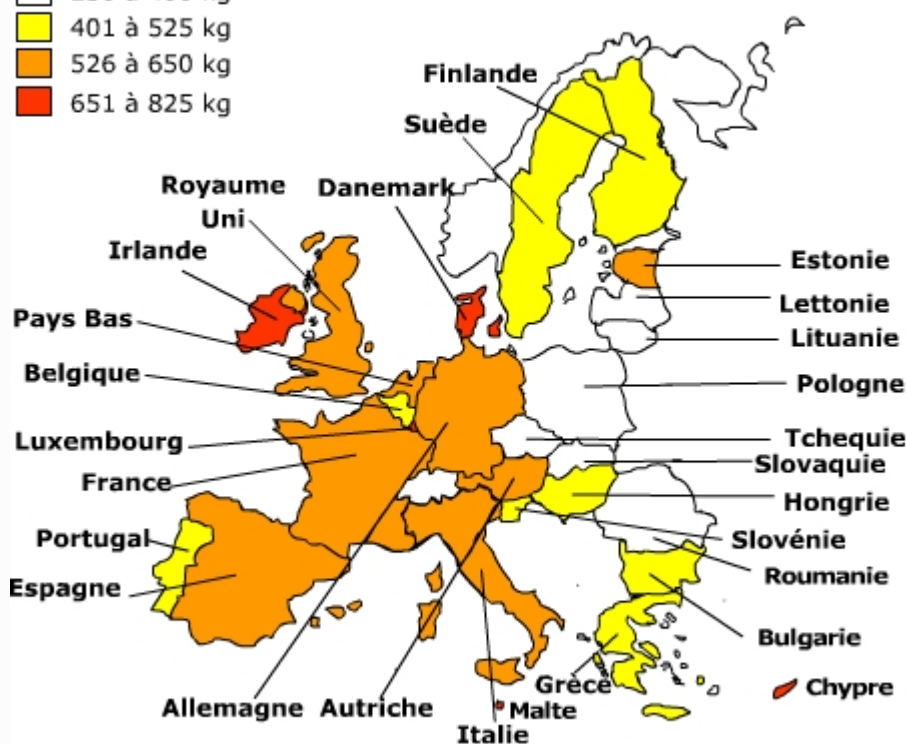 401 à 525 kg
526 à 650 kg
651 à 825 kg
Finlande
Suède
Royaume
Uni
Danemark
Irlande
Estonie
Lettonie
Pays Bas
Lituanie
Belgique
Pologne
Luxembourg
Tchequie
Slovaquie
France
Hongrie
Portugal
Slovénie
Espagne
Roumanie
Bulgarie
Grèce
Chypre
Allemagne
Autriche
Malte
Italie